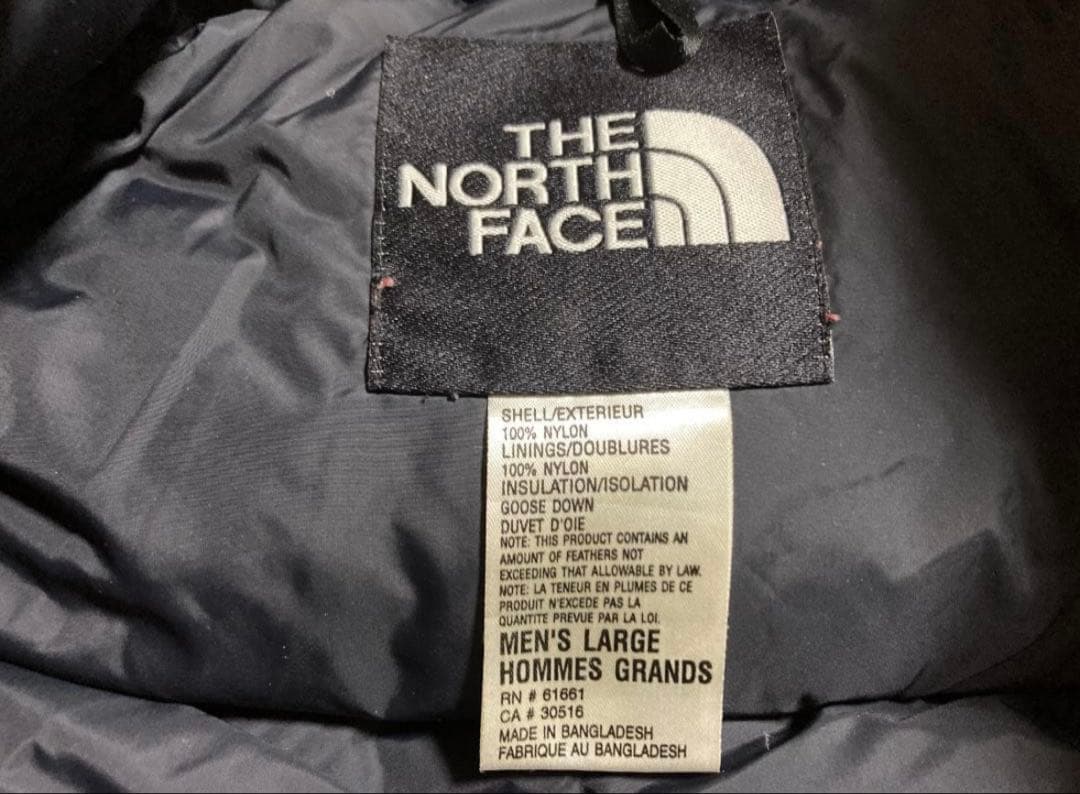 THE
NORTH
FACE
SHELL/EXTERIEUR
100% NYLON
LININGS/DOUBLURES
100% NYLON
INSULATION/ISOLATION
GOOSE DOWN
DUVET D'OIE
NOTE: THIS PRODUCT CONTAINS AN
AMOUNT OF FEATHERS NOT
EXCEEDING THAT ALLOWABLE BY LAW.
NOTE: LA TENEUR EN PLUMES DE CE
PRODUIT N'EXCEDE PAS LA
QUANTITE PREVUE PAR LA LOI.
MEN'S LARGE
HOMMES GRANDS
RN # 61661
CA # 30516
MADE IN BANGLADESH
FABRIQUE AU BANGLADESH